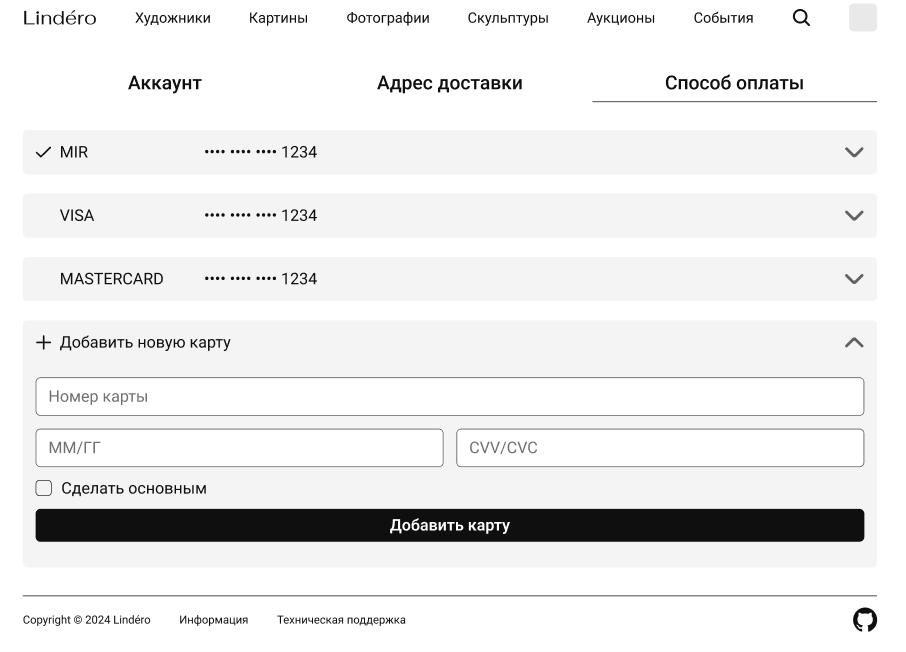 Lindéro Художники Картины Фотографии Скульптуры Аукционы События
Аккаунт Адрес доставки Способ оплаты
MIR •••• •••• •••• 1234
VISA •••• •••• •••• 1234
MASTERCARD •••• •••• •••• 1234
Добавить новую карту
Номер карты
ММ/ГГ CVV/CVC
Сделать основным
Добавить карту
Copyright © 2024 Lindéro Информация Техническая поддержка